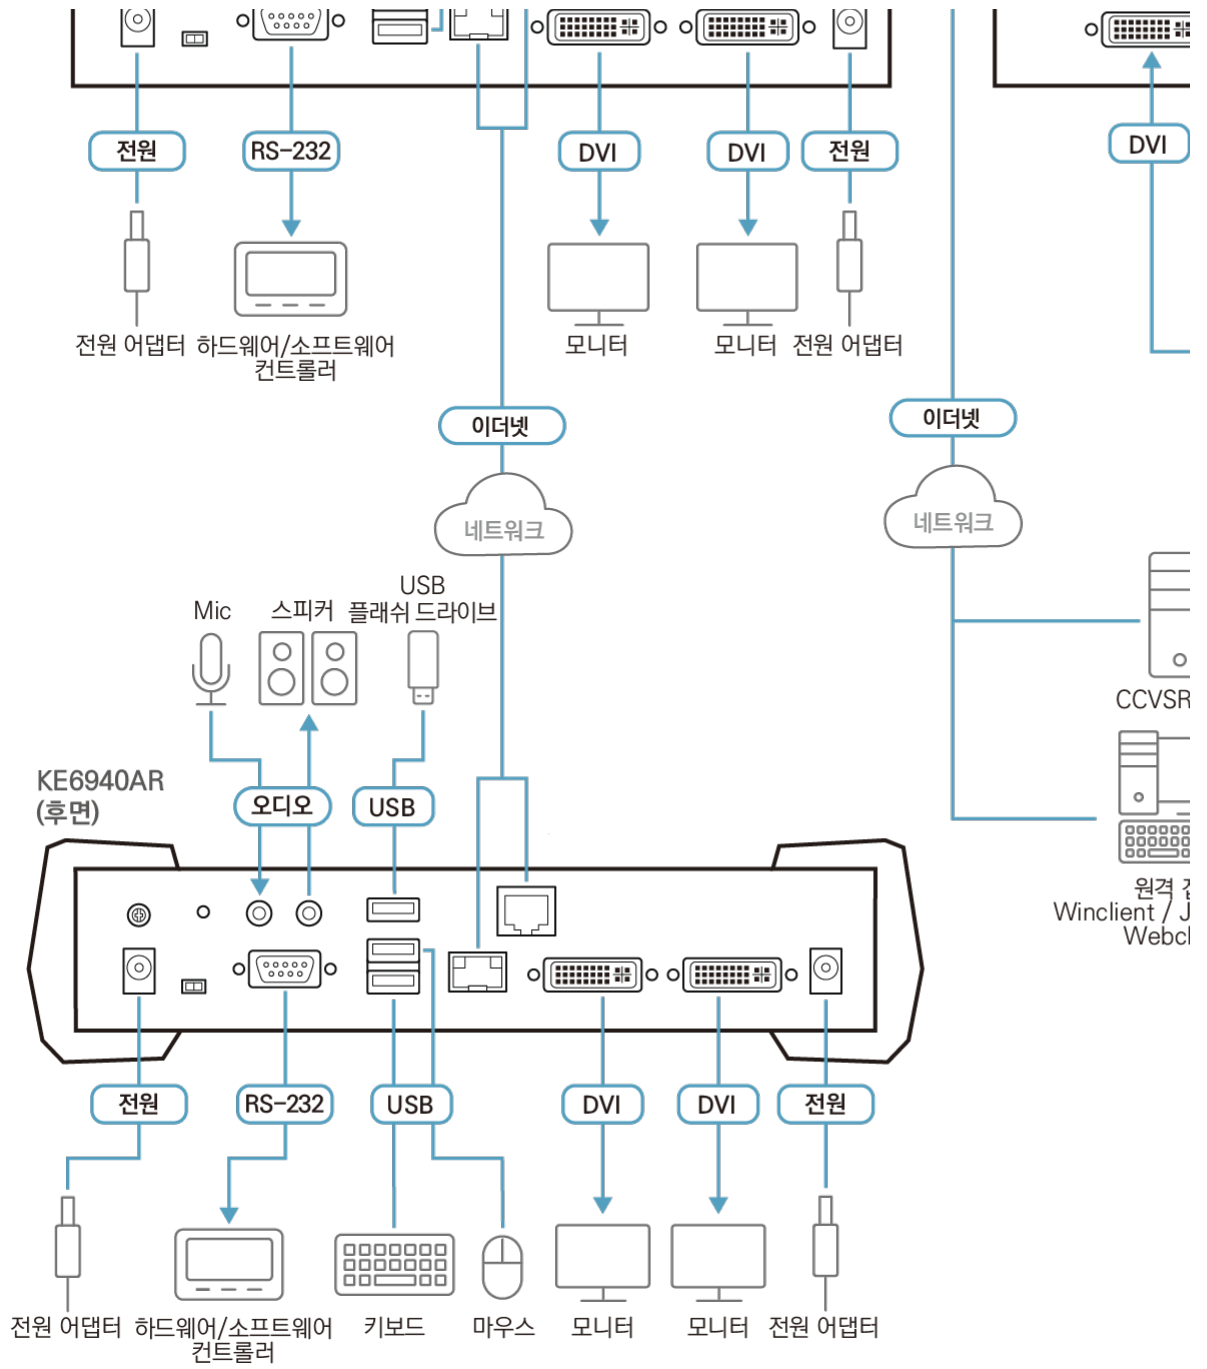 전원
RS-232
DVI
DVI
전원
DVI
전원 어댑터
하드웨어/소프트웨어
컨트롤러
모니터
모니터
전원 어댑터
이더넷
이더넷
네트워크
네트워크
USB
플래쉬 드라이브
Mic
스피커
CCVSR
KE6940AR
(후면)
오디오
USB
원격
Winclient / J
Webcl
전원
RS-232
USB
DVI
DVI
전원
전원 어댑터
하드웨어/소프트웨어
컨트롤러
키보드
마우스
모니터
모니터
전원 어댑터